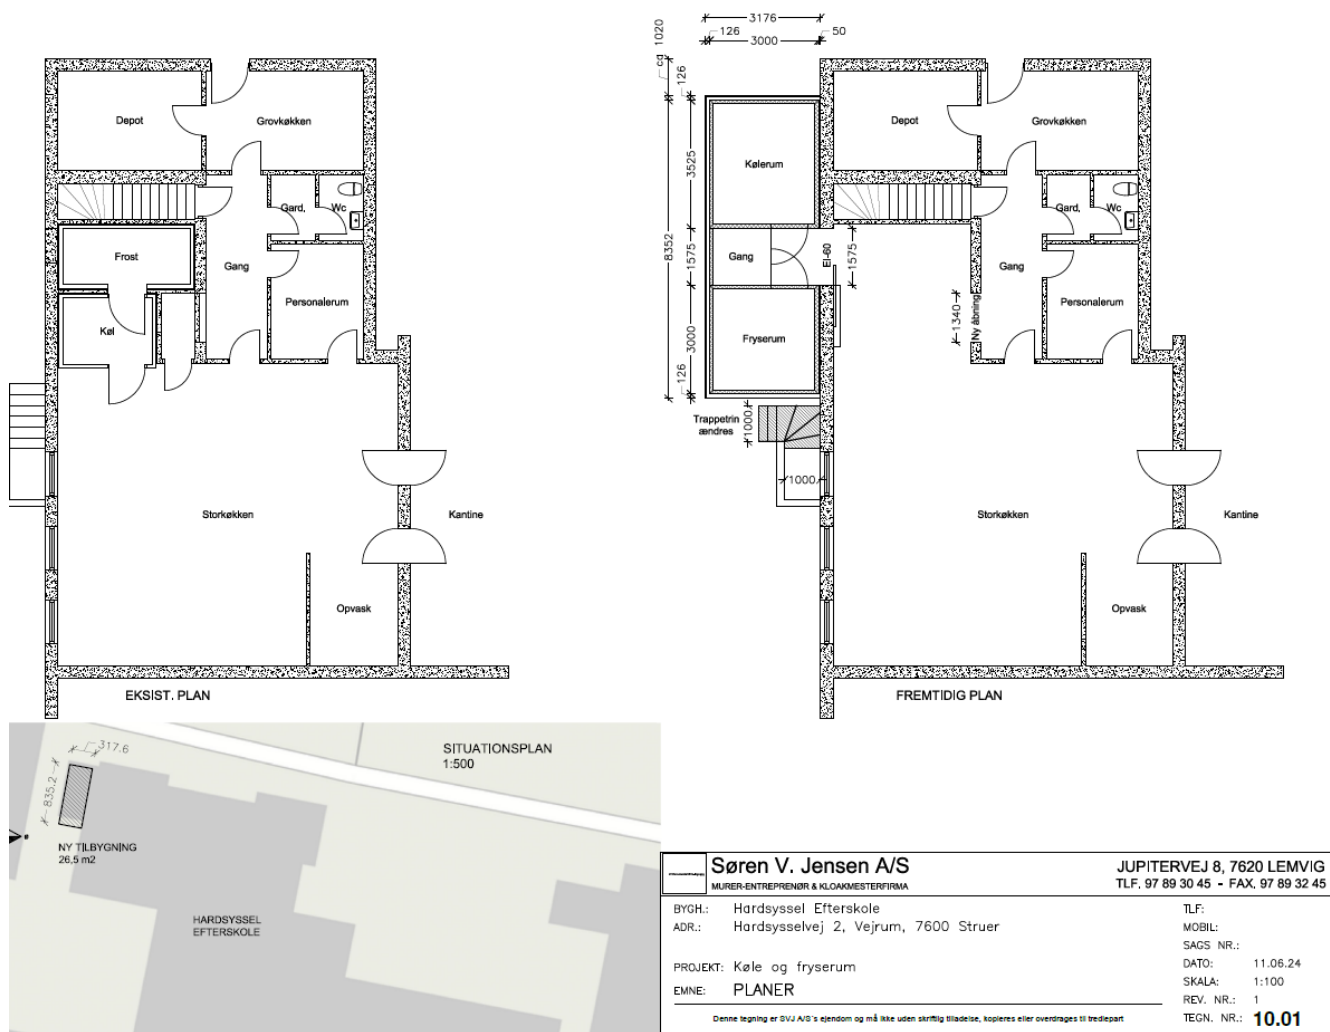 Depot
Grovkøkken
Gard.
Wc
Frost
Gang
Køl
Personalerum
Storkøkken
Kantine
Opvask
EKSIST. PLAN
3176
126
3000
50
ca 1020
126
8352
3525
1575
3000
126
Kølerum
Depot
Grovkøkken
Gard.
Wc
Gang
EI-60
1575
Gang
Personalerum
1340
Ny åbning
Fryserum
Trappetrin
ændres
1000
1000
Storkøkken
Kantine
Opvask
FREMTIDIG PLAN
317.6
835.2
SITUATIONSPLAN
1:500
NY TILBYGNING
26,5 m2
HARDSYSSEL
EFTERSKOLE
Søren V. Jensen A/S
MURER-ENTREPRENØR & KLOAKMESTERFIRMA
JUPITERVEJ 8, 7620 LEMVIG
TLF. 97 89 30 45 - FAX. 97 89 32 45
BYGH.: Hardsyssel Efterskole
ADR.: Hardsysselvej 2, Vejrum, 7600 Struer
PROJEKT: Køle og fryserum
EMNE: PLANER
TLF:
MOBIL:
SAGS NR.:
DATO: 11.06.24
SKALA: 1:100
REV. NR.: 1
TEGN. NR.: 10.01
Denne tegning er SVJ A/S's ejendom og må ikke uden skriftlig tilladelse, kopieres eller overdrages til tredjepart